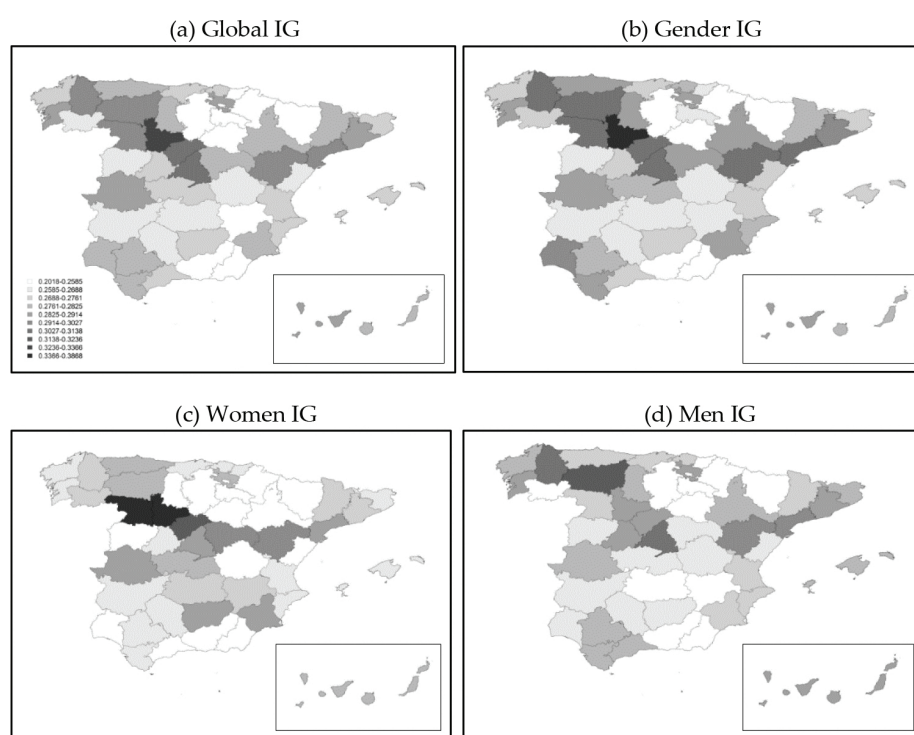 (a) Global IG
(b) Gender IG
0.2018-0.2585
0.2585-0.2688
0.2688-0.2761
0.2761-0.2825
0.2825-0.2914
0.2914-0.3027
0.3027-0.3138
0.3138-0.3236
0.3236-0.3366
0.3366-0.3868
(c) Women IG
(d) Men IG